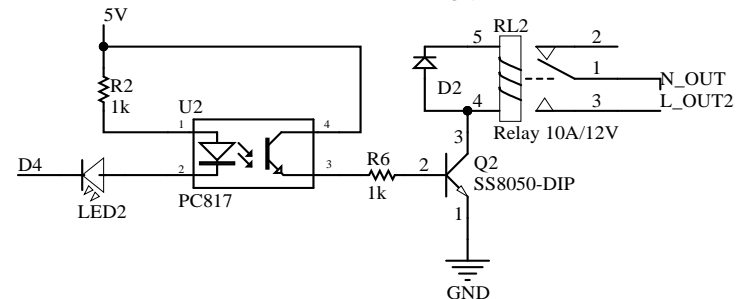 5V
RL2
5
2
R2
1k
D2
1
N_OUT
L_OUT2
U2
4
3
1
4
Relay 10A/12V
3
D4
2
3
R6
2
Q2
SS8050-DIP
LED2
PC817
1k
1
GND